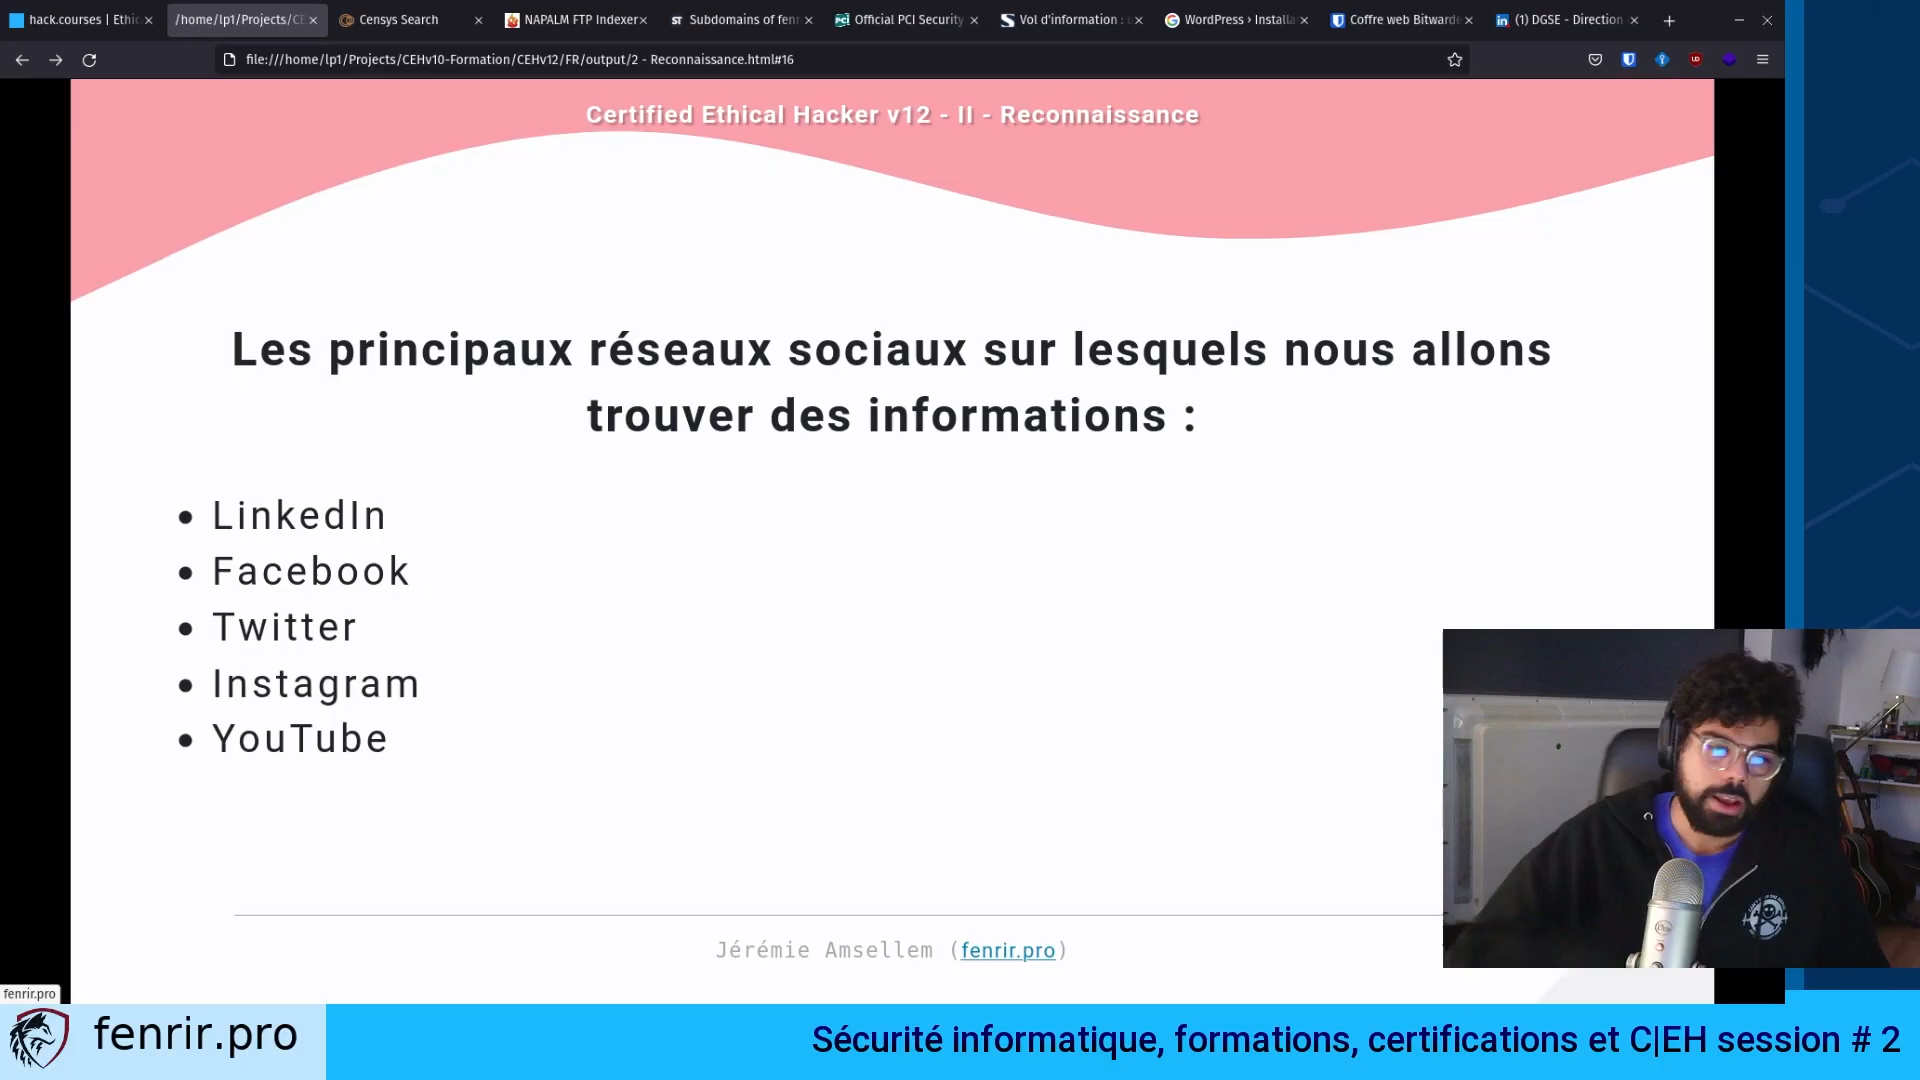 hack.courses | Ethic
/home/lp1/Projects/CE
Censys Search
NAPALM FTP Indexer
Subdomains of fenr
Official PCI Security
Vol d'information :
WordPress › Installa
Coffre web Bitwarde
(1) DGSE - Direction
file:///home/lp1/Projects/CEHv10-Formation/CEHv12/FR/output/2 - Reconnaissance.html#16
Certified Ethical Hacker v12 - II - Reconnaissance
Les principaux réseaux sociaux sur lesquels nous allons
trouver des informations :
LinkedIn
Facebook
Twitter
Instagram
YouTube
Jérémie Amsellem (fenrir.pro)
fenrir.pro
fenrir.pro
Sécurité informatique, formations, certifications et C|EH session # 2